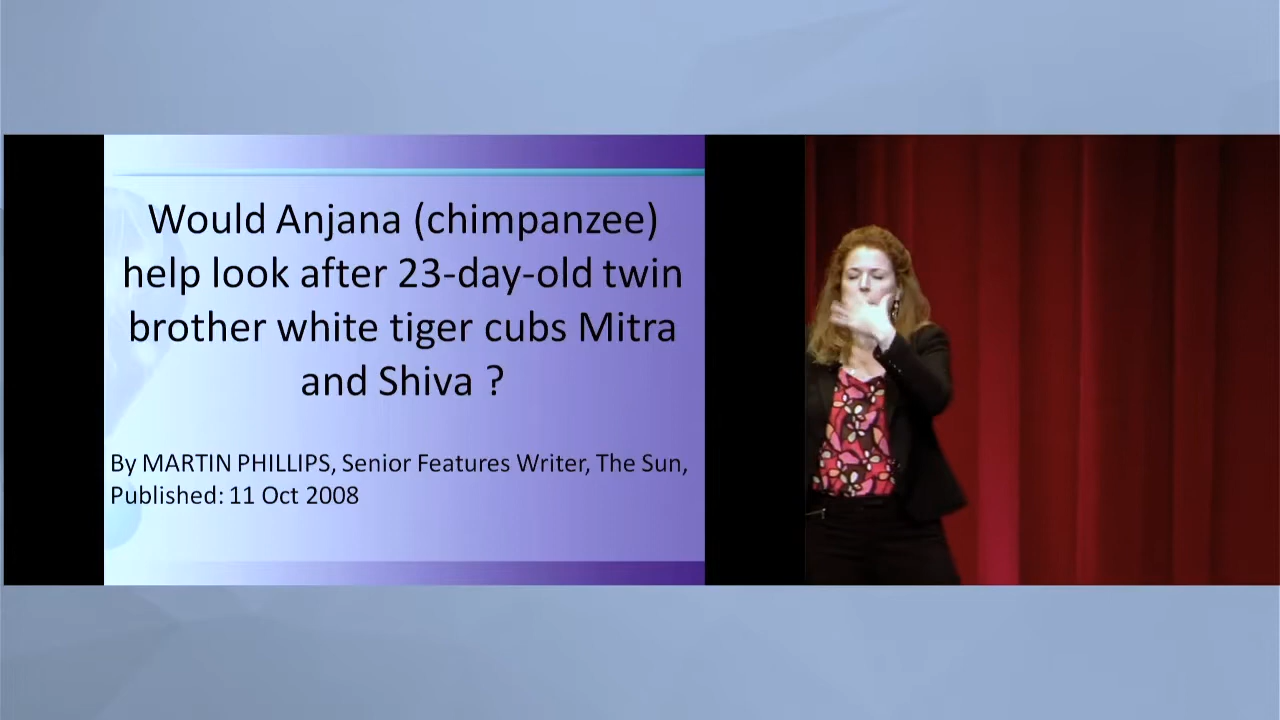 Would Anjana (chimpanzee)
help look after 23-day-old twin
brother white tiger cubs Mitra
and Shiva ?
By MARTIN PHILLIPS, Senior Features Writer, The Sun,
Published: 11 Oct 2008